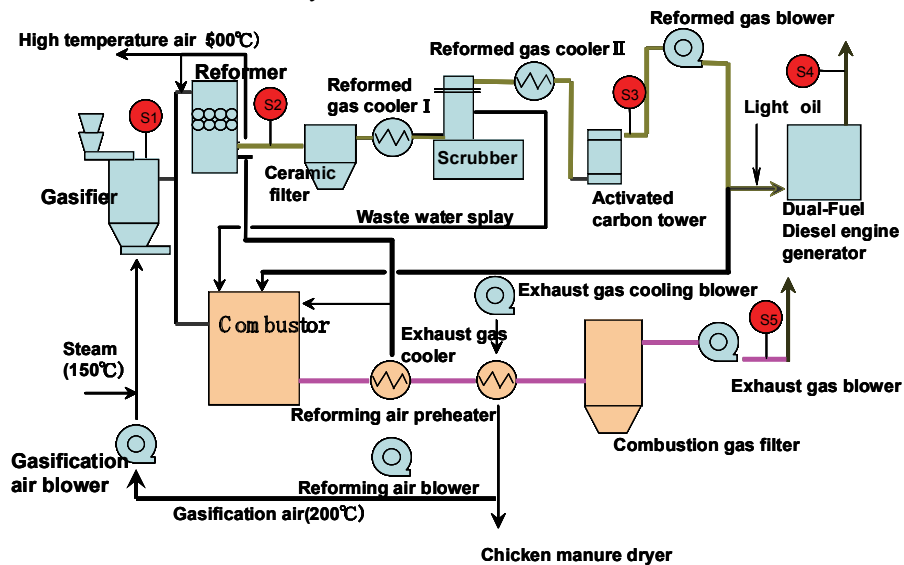 High temperature air (500℃)
Reformed gas blower
Reformed gas cooler Ⅱ
Reformer
Reformed
gas cooler Ⅰ
S1
S2
S3
S4
Light oil
Gasifier
Ceramic
filter
Scrubber
Activated
carbon tower
Dual-Fuel
Diesel engine
generator
Waste water splay
Combustor
Exhaust gas cooling blower
Exhaust gas
cooler
S5
Steam
(150℃)
Reforming air preheater
Exhaust gas blower
Combustion gas filter
Gasification
air blower
Reforming air blower
Gasification air(200℃)
Chicken manure dryer